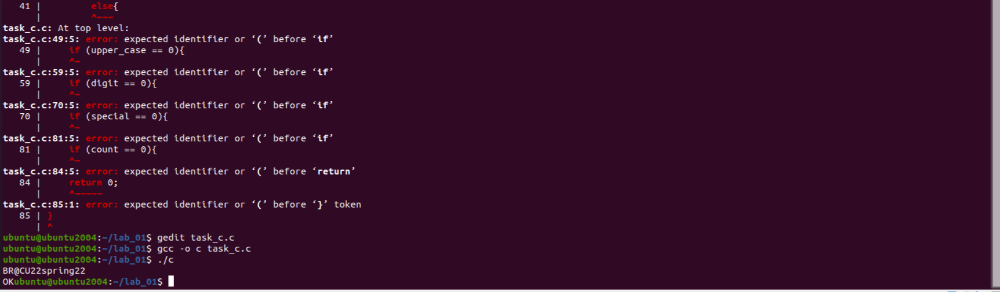 41 | else{
| ^~~~
task_c.c: At top level:
task_c.c:49:5: error: expected identifier or ‘(’ before ‘if’
49 | if (upper_case == 0){
| ^~
task_c.c:59:5: error: expected identifier or ‘(’ before ‘if’
59 | if (digit == 0){
| ^~
task_c.c:70:5: error: expected identifier or ‘(’ before ‘if’
70 | if (special == 0){
| ^~
task_c.c:81:5: error: expected identifier or ‘(’ before ‘if’
81 | if (count == 0){
| ^~
task_c.c:84:5: error: expected identifier or ‘(’ before ‘return’
84 | return 0;
| ^~~~~~
task_c.c:85:1: error: expected identifier or ‘(’ before ‘}’ token
85 | }
| ^
ubuntu@ubuntu2004:~/lab_01$ gedit task_c.c
ubuntu@ubuntu2004:~/lab_01$ gcc -o c task_c.c
ubuntu@ubuntu2004:~/lab_01$ ./c
BR@CU22spring22
OKubuntu@ubuntu2004:~/lab_01$